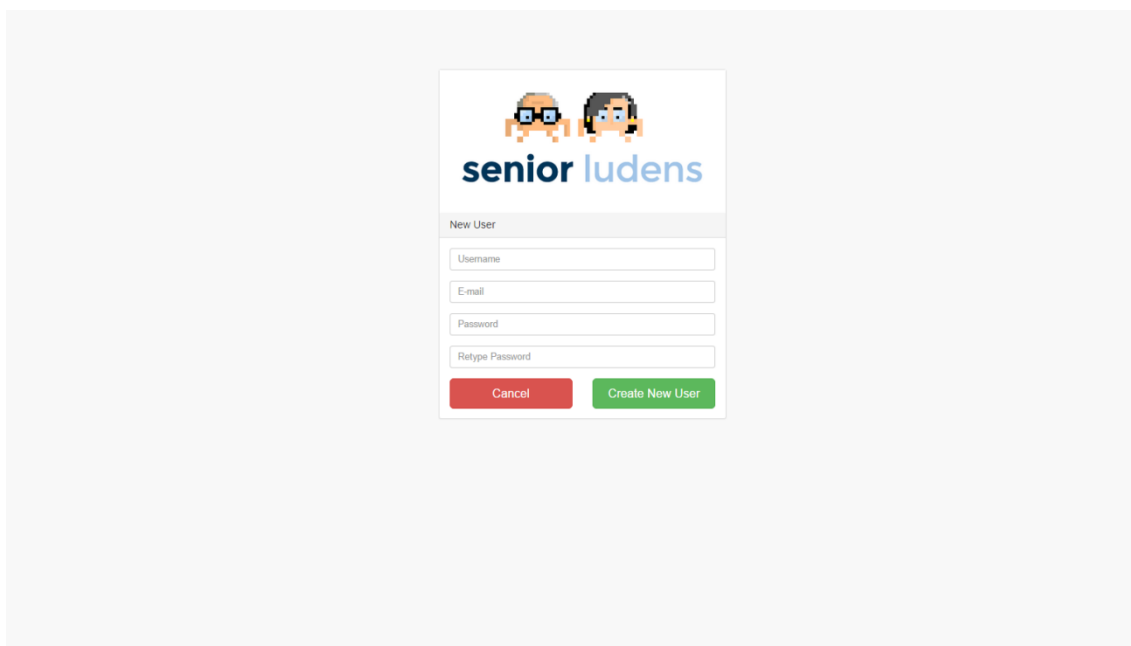 senior ludens
New User
Username
E-mail
Password
Retype Password
Cancel Create New User